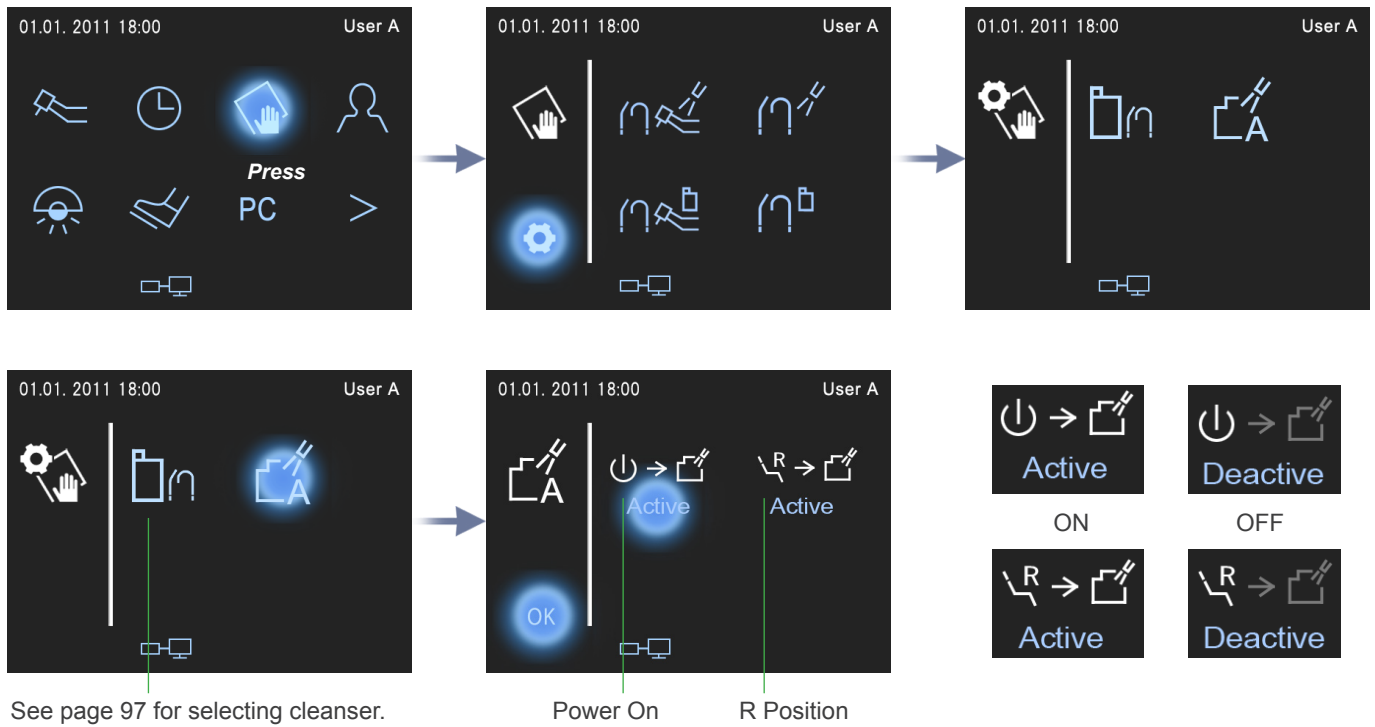 01.01. 2011 18:00 User A
Press
PC >
01.01. 2011 18:00 User A
01.01. 2011 18:00 User A
01.01. 2011 18:00 User A
A
See page 97 for selecting cleanser.
A
01.01. 2011 18:00 User A
A
R
Active Active
OK
Power On R Position
Active Deactive
ON OFF
R R
Active Deactive